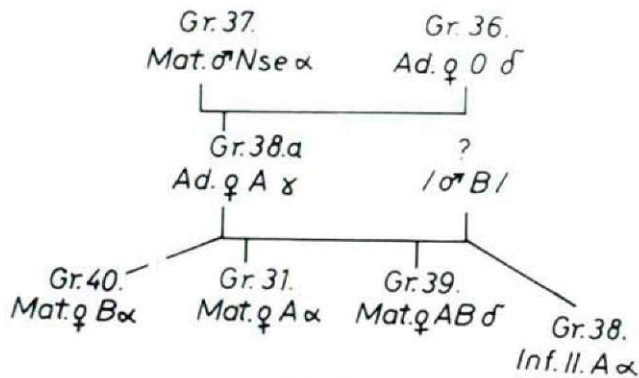 Gr. 37.
Mat. ♂ Nse α
Gr. 36.
Ad. ♀ O δ
Gr. 38.a
Ad. ♀ A ɣ
?
/ ♂ B /
Gr. 40.
Mat. ♀ B α
Gr. 31.
Mat. ♀ A α
Gr. 39.
Mat. ♀ AB δ
Gr. 38.
Inf. II. A α